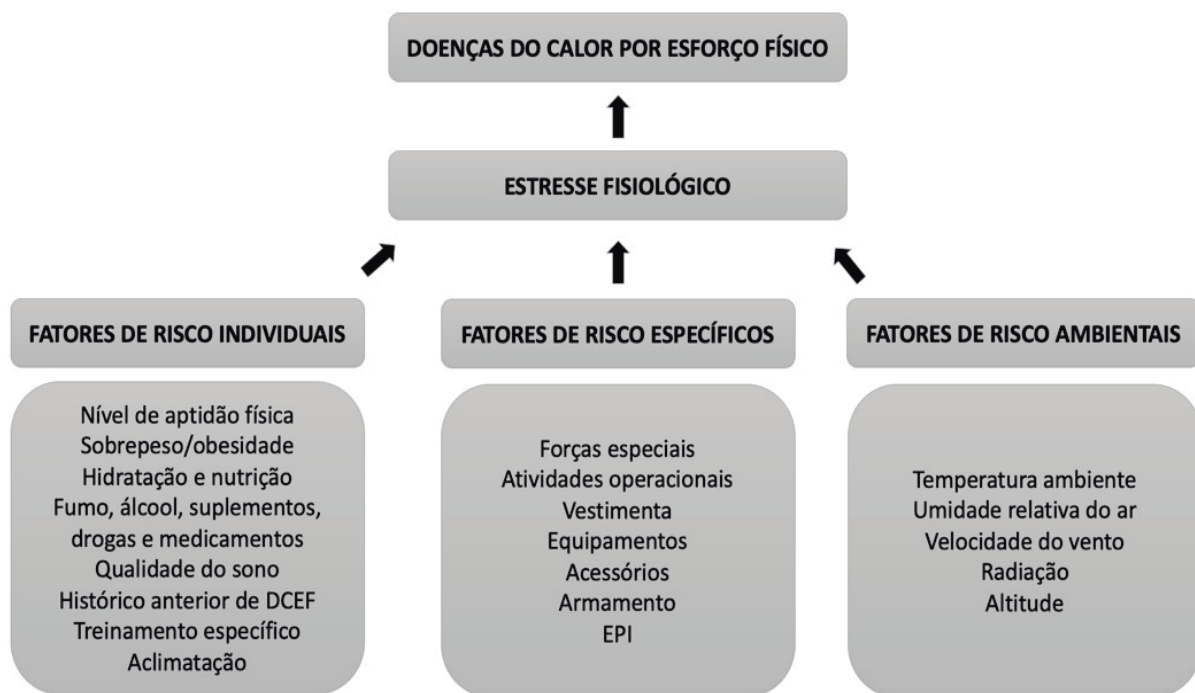 DOENÇAS DO CALOR POR ESFORÇO FÍSICO
ESTRESSE FISIOLÓGICO
FATORES DE RISCO INDIVIDUAIS
Nível de aptidão física
Sobrepeso/obesidade
Hidratação e nutrição
Fumo, álcool, suplementos,
drogas e medicamentos
Qualidade do sono
Histórico anterior de DCEF
Treinamento específico
Aclimatação
FATORES DE RISCO ESPECÍFICOS
Forças especiais
Atividades operacionais
Vestimenta
Equipamentos
Acessórios
Armamento
EPI
FATORES DE RISCO AMBIENTAIS
Temperatura ambiente
Umidade relativa do ar
Velocidade do vento
Radiação
Altitude